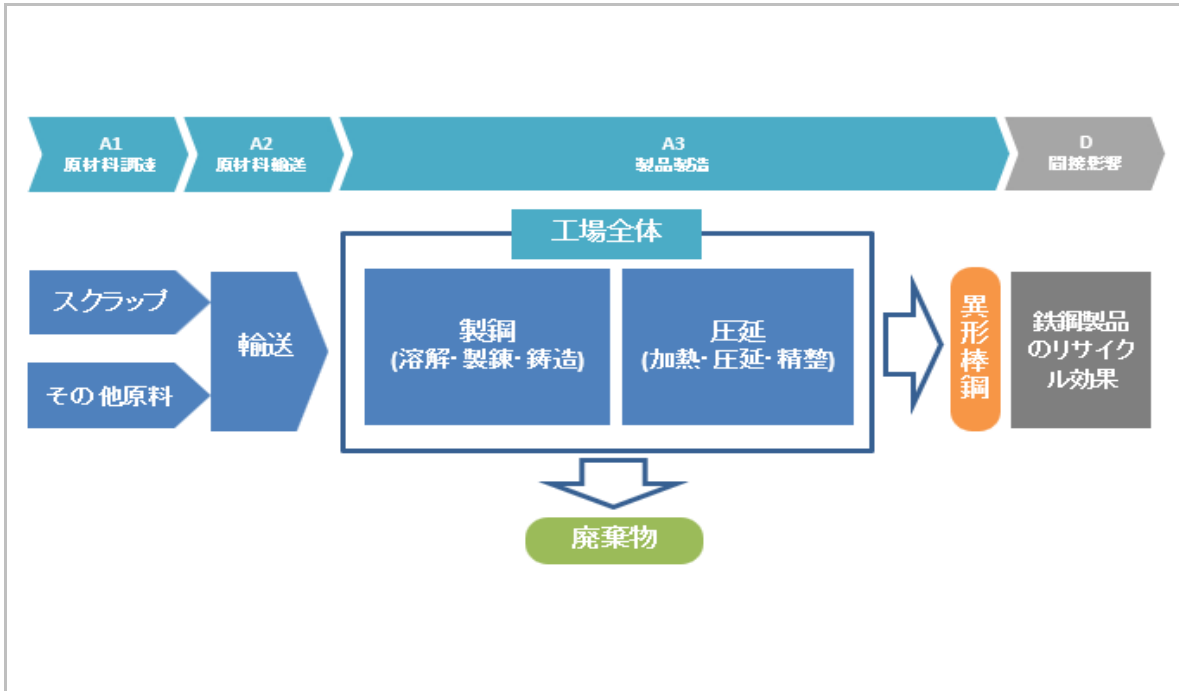 A1
原材料調達
A2
原材料輸送
A3
製品製造
D
間接影響
工場全体
スクラップ
その他原料
輸送
製鋼
(溶解・製錬・鋳造)
圧延
(加熱・圧延・精整)
異形棒鋼
鉄鋼製品
のリサイク
ル効果
廃棄物